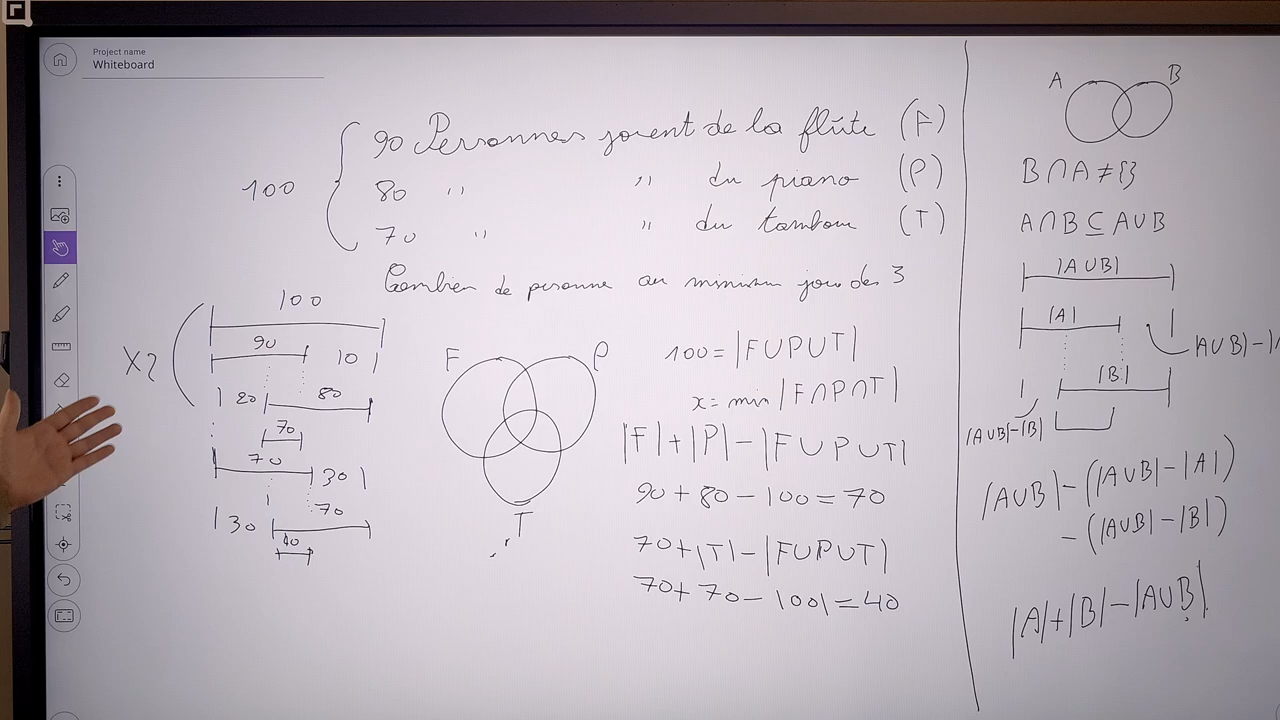 Project name
Whiteboard
100
90 Personnes jouent de la flûte (F)
80 " " du piano (P)
70 " " du tambour (T)
Combien de personne au minimum joue des 3
100
90 10
20 80
70
70 30
30 70
40
F P
T
100 = |F∪P∪T|
x = min |F∩P∩T|
|F|+|P|-|F∪P∪T|
90 + 80 - 100 = 70
70+|T|-|F∪P∪T|
70+70-100|=40
A B
B∩A≠{}
A∩B⊆A∪B
|A∪B|
|A|
|B|
|A∪B|-|B|
|A∪B|-(|A∪B|-|A|)
-(|A∪B|-|B|)
|A|+|B|-|A∪B|